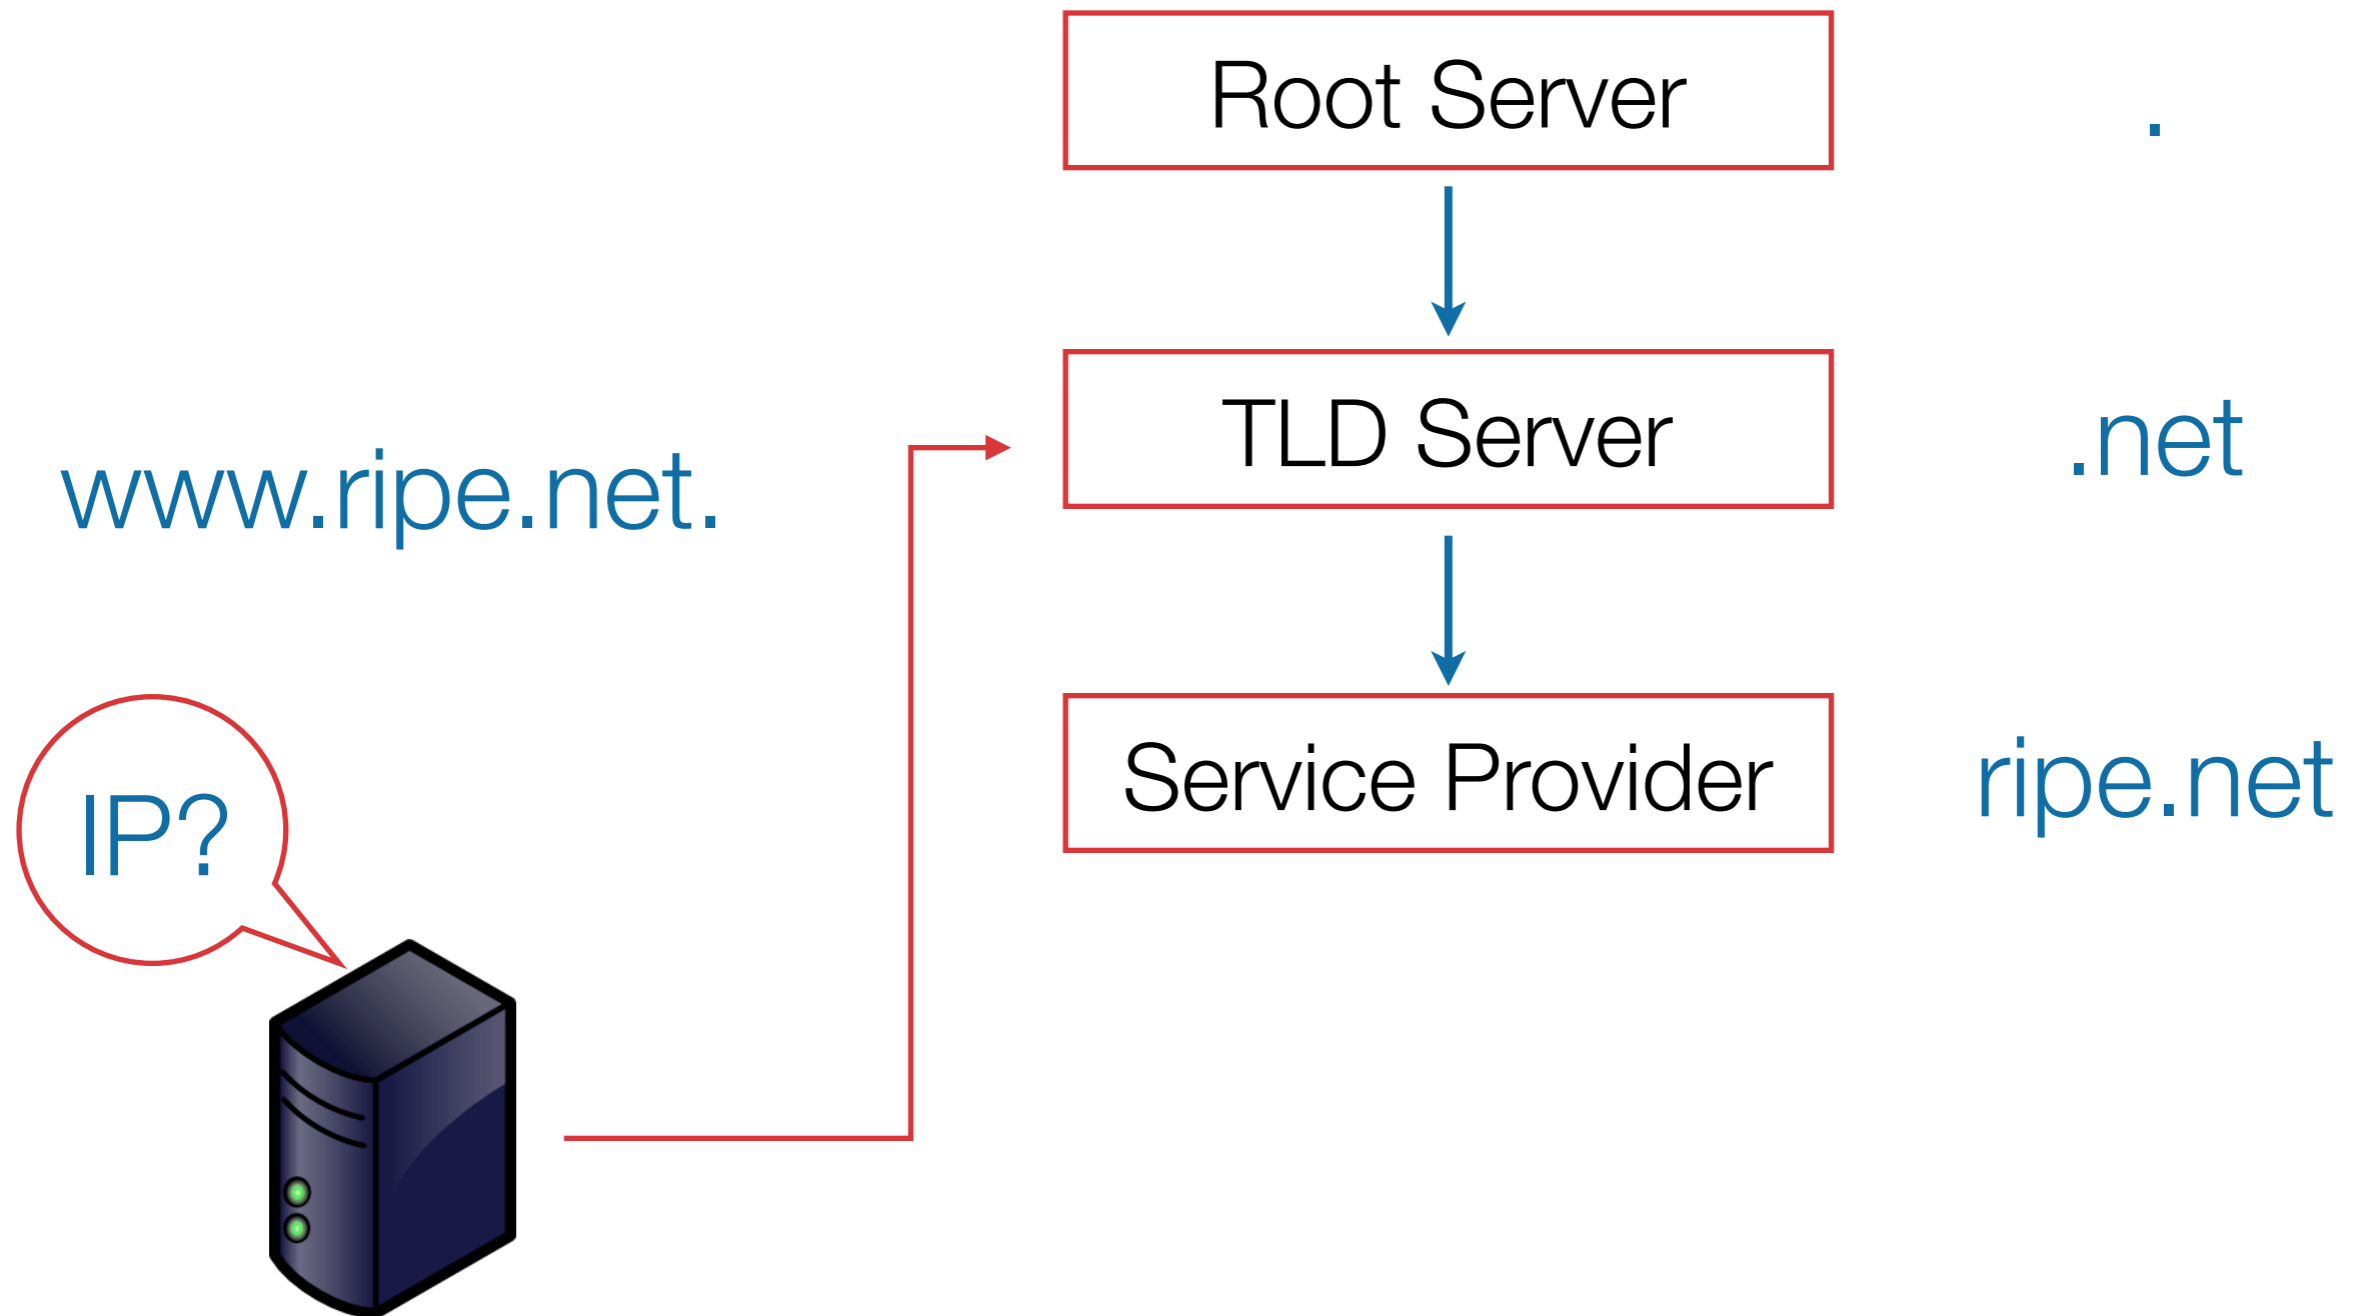 Root Server
.
TLD Server
.net
www.ripe.net.
Service Provider
ripe.net
IP?